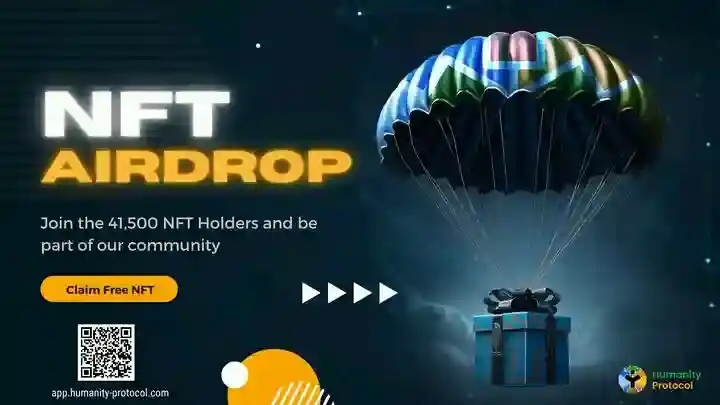 NFT
AIRDROP
Join the 41,500 NFT Holders and be
part of our community
Claim Free NFT
app.humanity-protocol.com
Humanity
Protocol